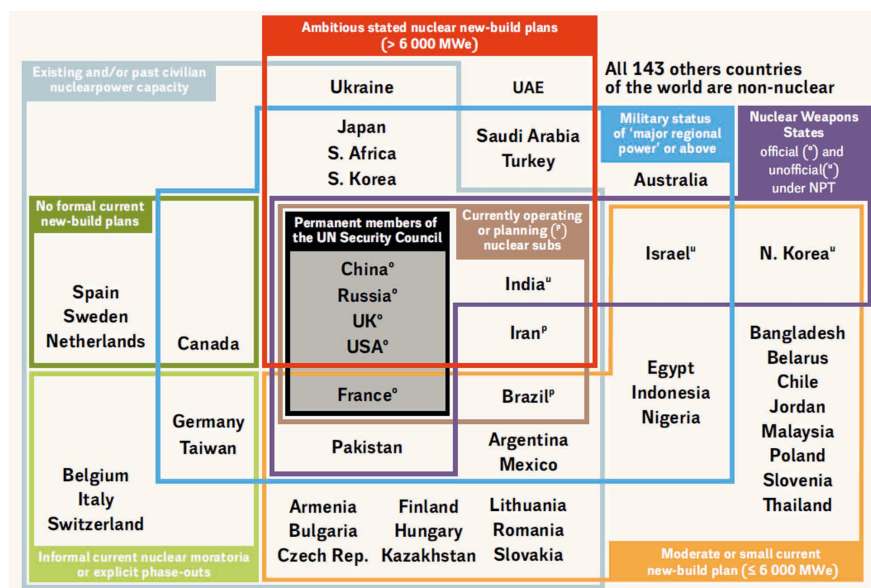 Ambitious stated nuclear new-build plans
(> 6 000 MWe)
Existing and/or past civilian
nuclearpower capacity
Ukraine
UAE
All 143 others countries
of the world are non-nuclear
Japan
S. Africa
S. Korea
Saudi Arabia
Turkey
Military status
of ‘major regional
power’ or above
Nuclear Weapons
States
official (°) and
unofficial(ᵘ)
under NPT
Australia
No formal current
new-build plans
Permanent members of
the UN Security Council
Currently operating
or planning (ᵖ)
nuclear subs
Spain
Sweden
Netherlands
Canada
China°
Russia°
UK°
USA°
Indiaᵘ
Iranᵖ
Israelᵘ
N. Koreaᵘ
France°
Brazilᵖ
Egypt
Indonesia
Nigeria
Bangladesh
Belarus
Chile
Jordan
Malaysia
Poland
Slovenia
Thailand
Germany
Taiwan
Pakistan
Argentina
Mexico
Belgium
Italy
Switzerland
Armenia
Bulgaria
Czech Rep.
Finland
Hungary
Kazakhstan
Lithuania
Romania
Slovakia
Informal current nuclear moratoria
or explicit phase-outs
Moderate or small current
new-build plan (≤ 6 000 MWe)